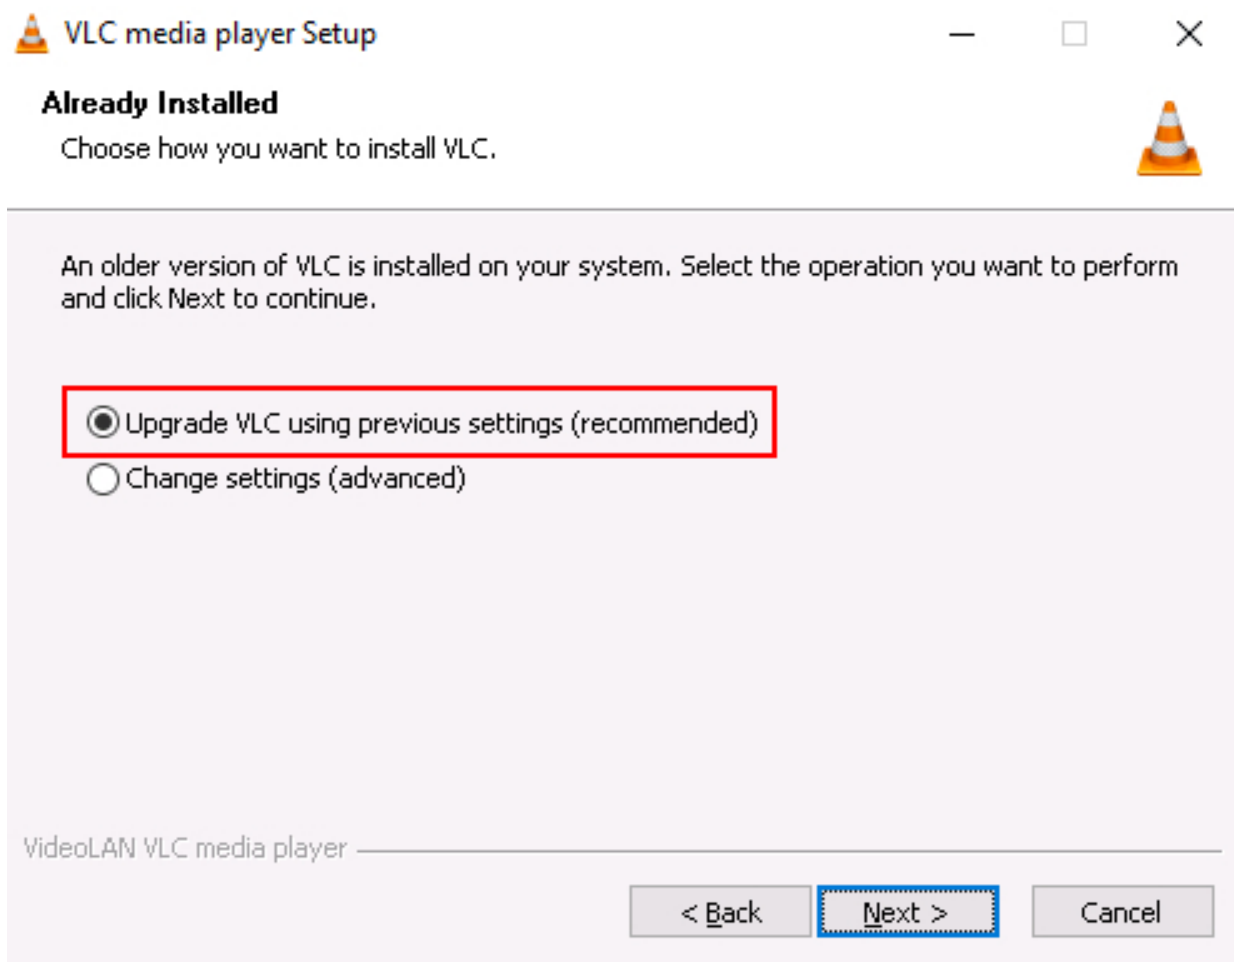 VLC media player Setup
Already Installed
Choose how you want to install VLC.
An older version of VLC is installed on your system. Select the operation you want to perform
and click Next to continue.
Upgrade VLC using previous settings (recommended)
Change settings (advanced)
VideoLAN VLC media player
< Back
Next >
Cancel